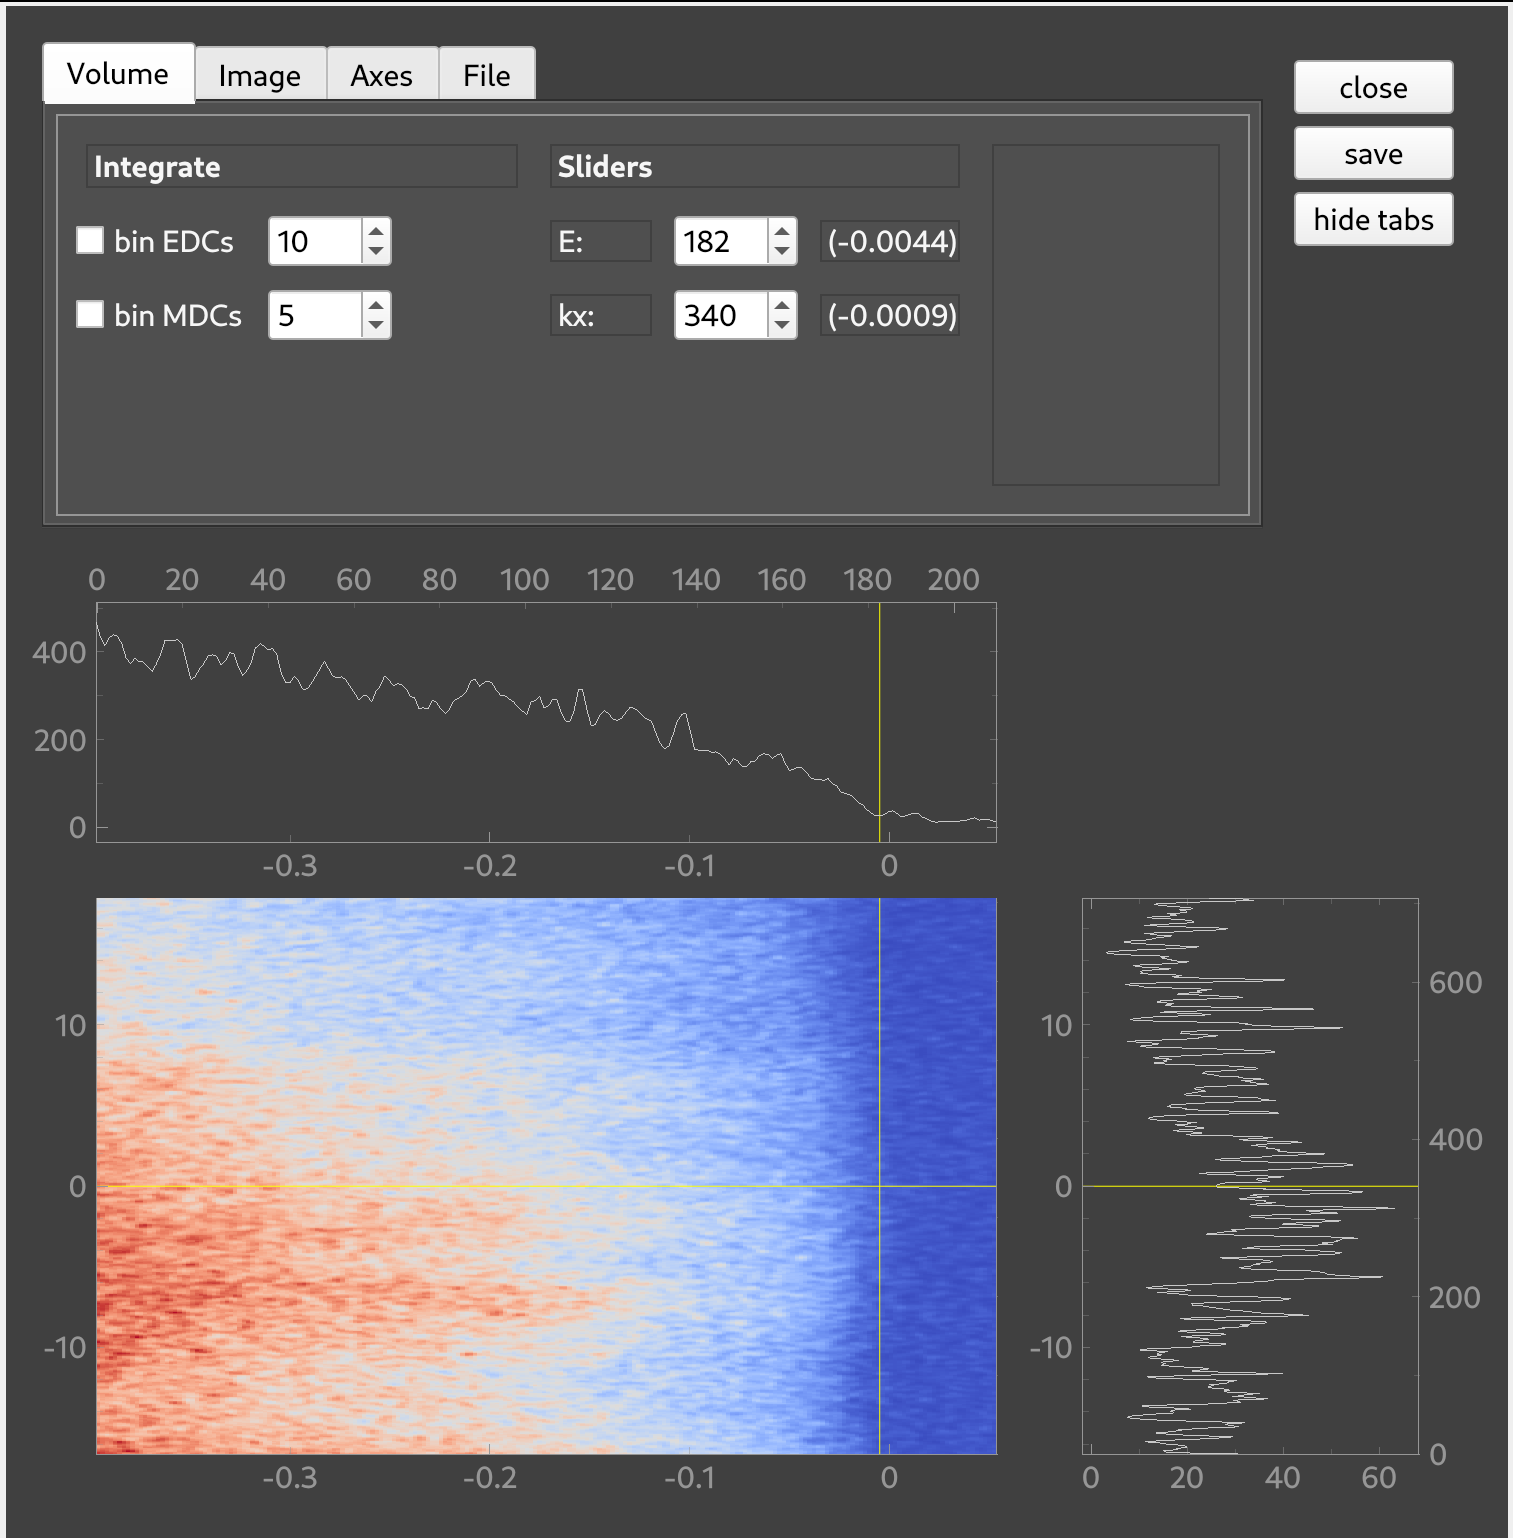 Volume Image Axes File
close
save
hide tabs
Integrate Sliders
bin EDCs 10 E: 182 (-0.0044)
bin MDCs 5 kx: 340 (-0.0009)
0 20 40 60 80 100 120 140 160 180 200
400
200
0
-0.3 -0.2 -0.1 0
10
0
-10
-0.3 -0.2 -0.1 0
10
0
-10
600
400
200
0
0 20 40 60